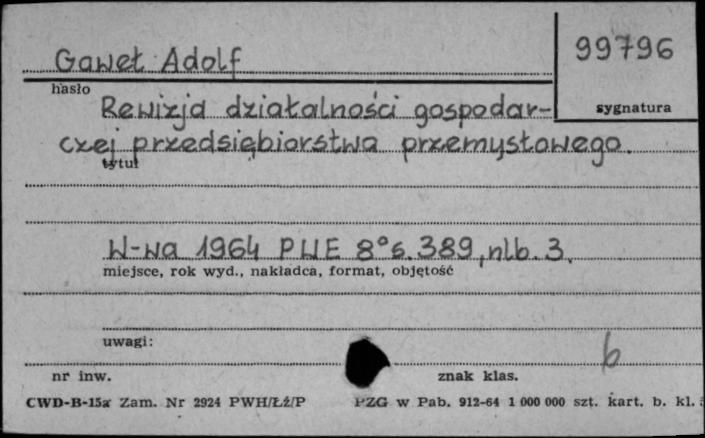 Gaweł Adolf
99796
hasło
sygnatura
Rewizja działalności gospodar-
czej przedsiębiorstwa przemysłowego.
tytuł
W-wa 1964 PWE 8° s. 389, nlb. 3.
miejsce, rok wyd., nakładca, format, objętość
uwagi:
b
nr inw.
znak klas.
CWD-B-15a Zam. Nr 2924 PWH/Łź/P
PZG w Pab. 912-64 1 000 000 szt. kart. b. kl.